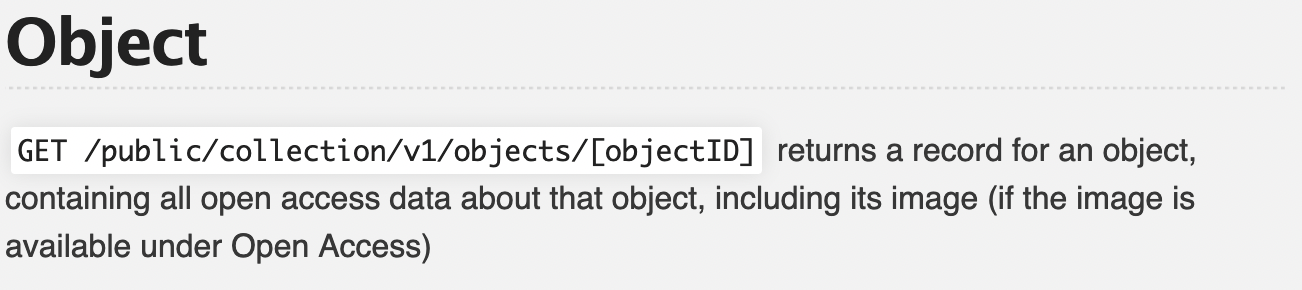 Object
GET /public/collection/v1/objects/[objectID] returns a record for an object,
containing all open access data about that object, including its image (if the image is
available under Open Access)